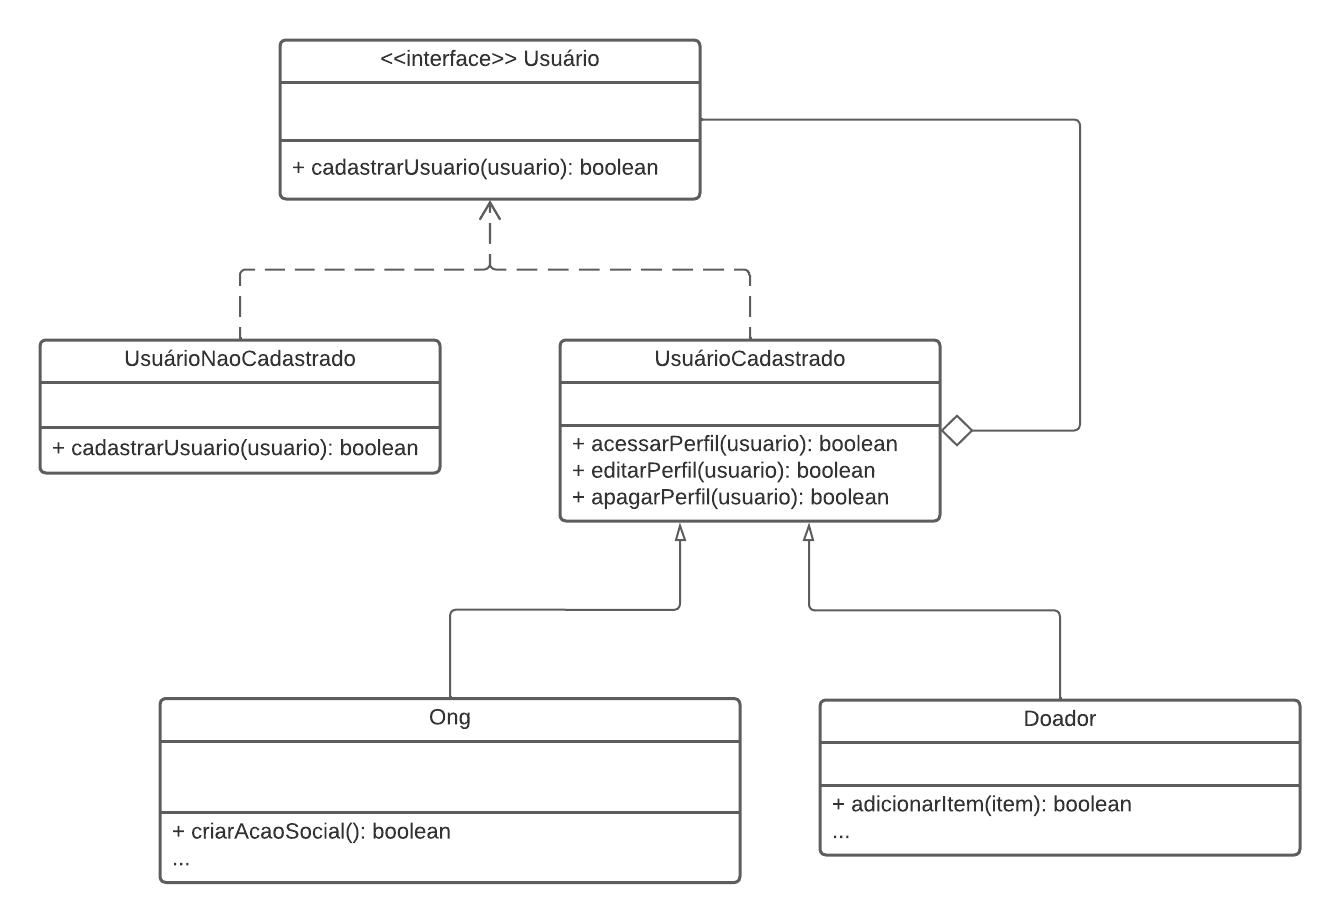 <<interface>> Usuário
+ cadastrarUsuario(usuario): boolean
UsuárioNaoCadastrado
+ cadastrarUsuario(usuario): boolean
UsuárioCadastrado
+ acessarPerfil(usuario): boolean
+ editarPerfil(usuario): boolean
+ apagarPerfil(usuario): boolean
Ong
+ criarAcaoSocial(): boolean
...
Doador
+ adicionarItem(item): boolean
...